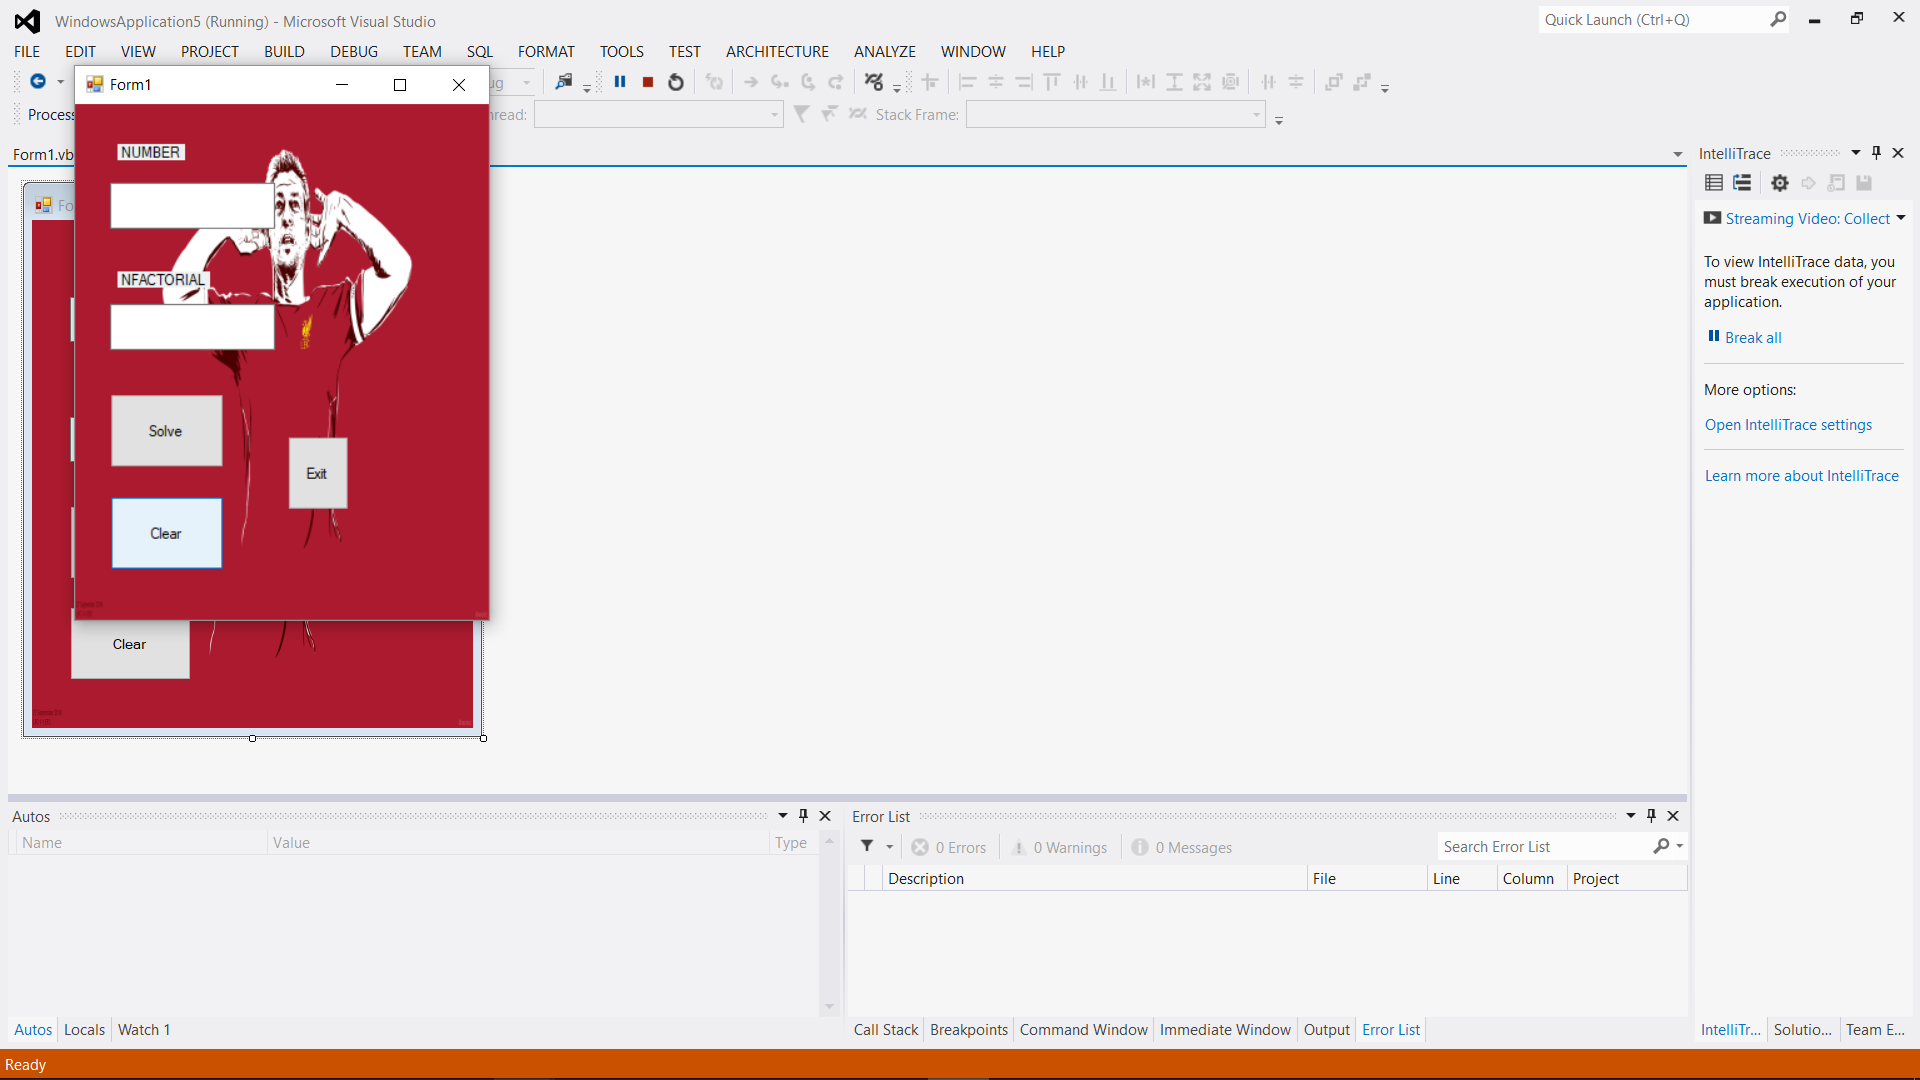 WindowsApplication5 (Running) - Microsoft Visual Studio
Quick Launch (Ctrl+Q)
FILE EDIT VIEW PROJECT BUILD DEBUG TEAM SQL FORMAT TOOLS TEST ARCHITECTURE ANALYZE WINDOW HELP
Form1
ug
Process
hread:
Stack Frame:
Form1.vb
Fo
NUMBER
NFACTORIAL
Solve
Exit
Clear
Clear
IntelliTrace
Streaming Video: Collect
To view IntelliTrace data, you
must break execution of your
application.
Break all
More options:
Open IntelliTrace settings
Learn more about IntelliTrace
Autos
Name Value Type
Autos Locals Watch 1
Error List
0 Errors 0 Warnings 0 Messages
Search Error List
Description File Line Column Project
Call Stack Breakpoints Command Window Immediate Window Output Error List
IntelliTr... Solutio... Team E...
Ready